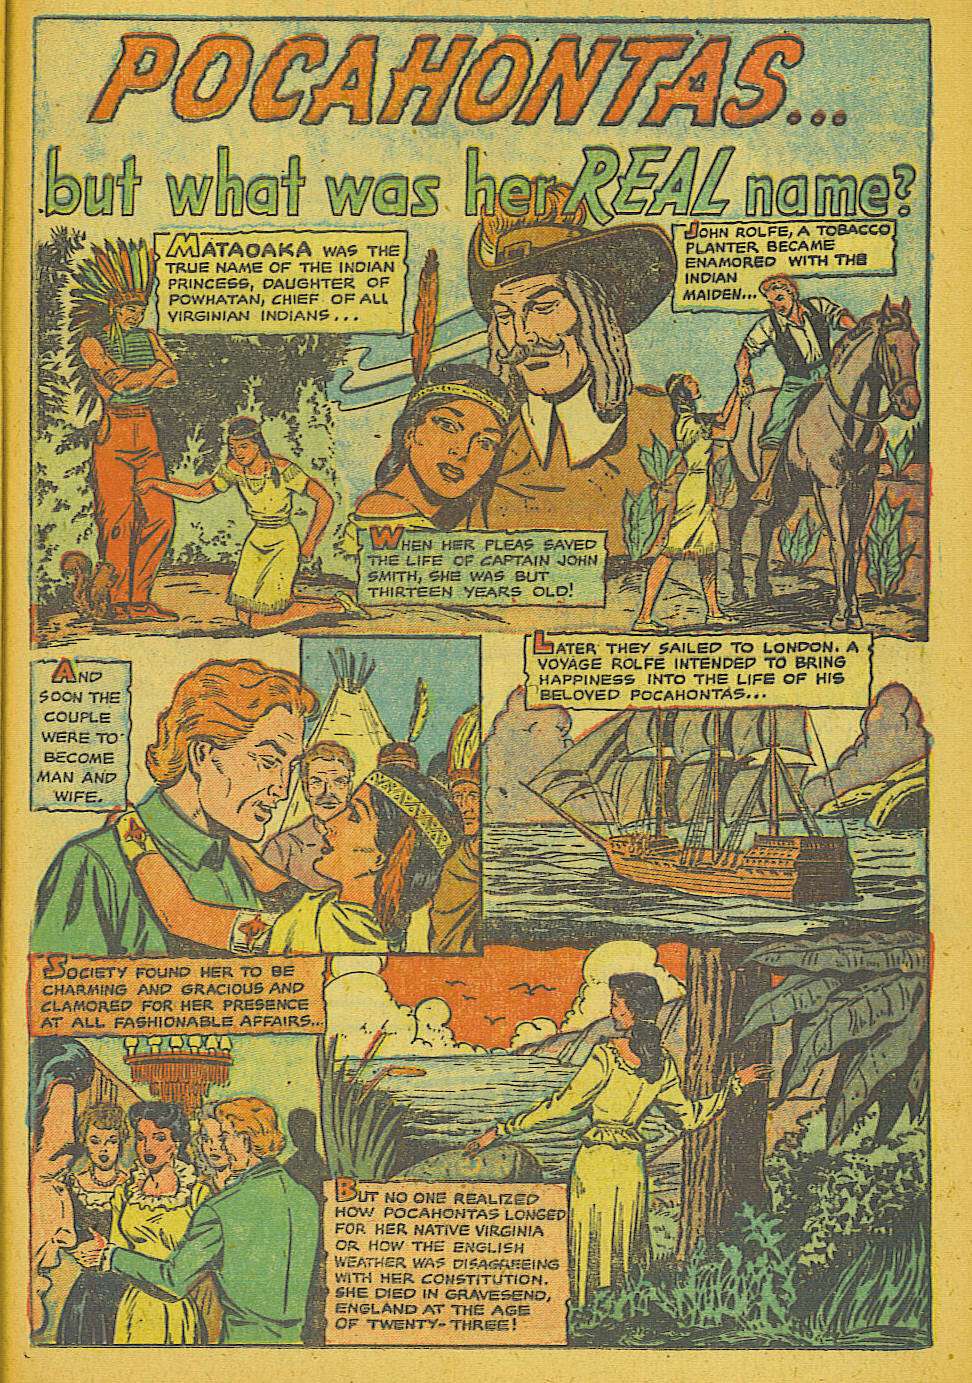 POCAHONTAS...
but what was her REAL name?
MATAOAKA WAS THE
TRUE NAME OF THE INDIAN
PRINCESS, DAUGHTER OF
POWHATAN, CHIEF OF ALL
VIRGINIAN INDIANS...
JOHN ROLFE, A TOBACCO
PLANTER BECAME
ENAMORED WITH THE
INDIAN
MAIDEN...
WHEN HER PLEAS SAVED
THE LIFE OF CAPTAIN JOHN
SMITH, SHE WAS BUT
THIRTEEN YEARS OLD!
AND
SOON THE
COUPLE
WERE TO
BECOME
MAN AND
WIFE.
LATER THEY SAILED TO LONDON. A
VOYAGE ROLFE INTENDED TO BRING
HAPPINESS INTO THE LIFE OF HIS
BELOVED POCAHONTAS...
SOCIETY FOUND HER TO BE
CHARMING AND GRACIOUS AND
CLAMORED FOR HER PRESENCE
AT ALL FASHIONABLE AFFAIRS...
BUT NO ONE REALIZED
HOW POCAHONTAS LONGED
FOR HER NATIVE VIRGINIA
OR HOW THE ENGLISH
WEATHER WAS DISAGREEING
WITH HER CONSTITUTION.
SHE DIED IN GRAVESEND,
ENGLAND AT THE AGE
OF TWENTY-THREE!